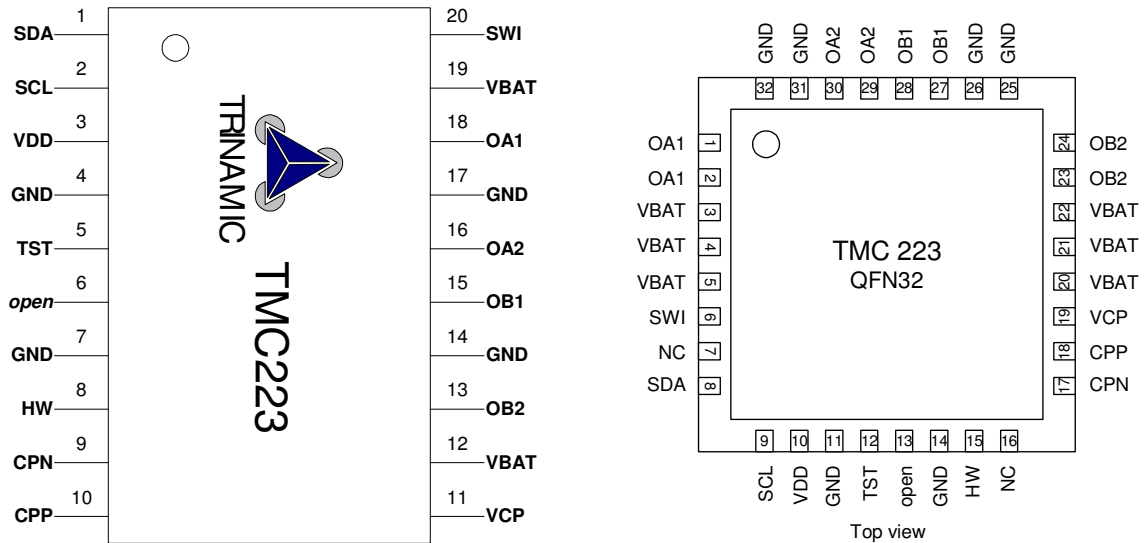 1
SDA
2
SCL
3
VDD
4
GND
5
TST
6
open
7
GND
8
HW
9
CPN
10
CPP
20
SWI
19
VBAT
18
OA1
17
GND
16
OA2
15
OB1
14
GND
13
OB2
12
VBAT
11
VCP
TRINAMIC
TMC223
GND GND OA2 OA2 OB1 OB1 GND GND
32 31 30 29 28 27 26 25
OA1 1
OA1 2
VBAT 3
VBAT 4
VBAT 5
SWI 6
NC 7
SDA 8
TMC 223
QFN32
24 OB2
23 OB2
22 VBAT
21 VBAT
20 VBAT
19 VCP
18 CPP
17 CPN
9 10 11 12 13 14 15 16
SCL VDD GND TST open GND HW NC
Top view